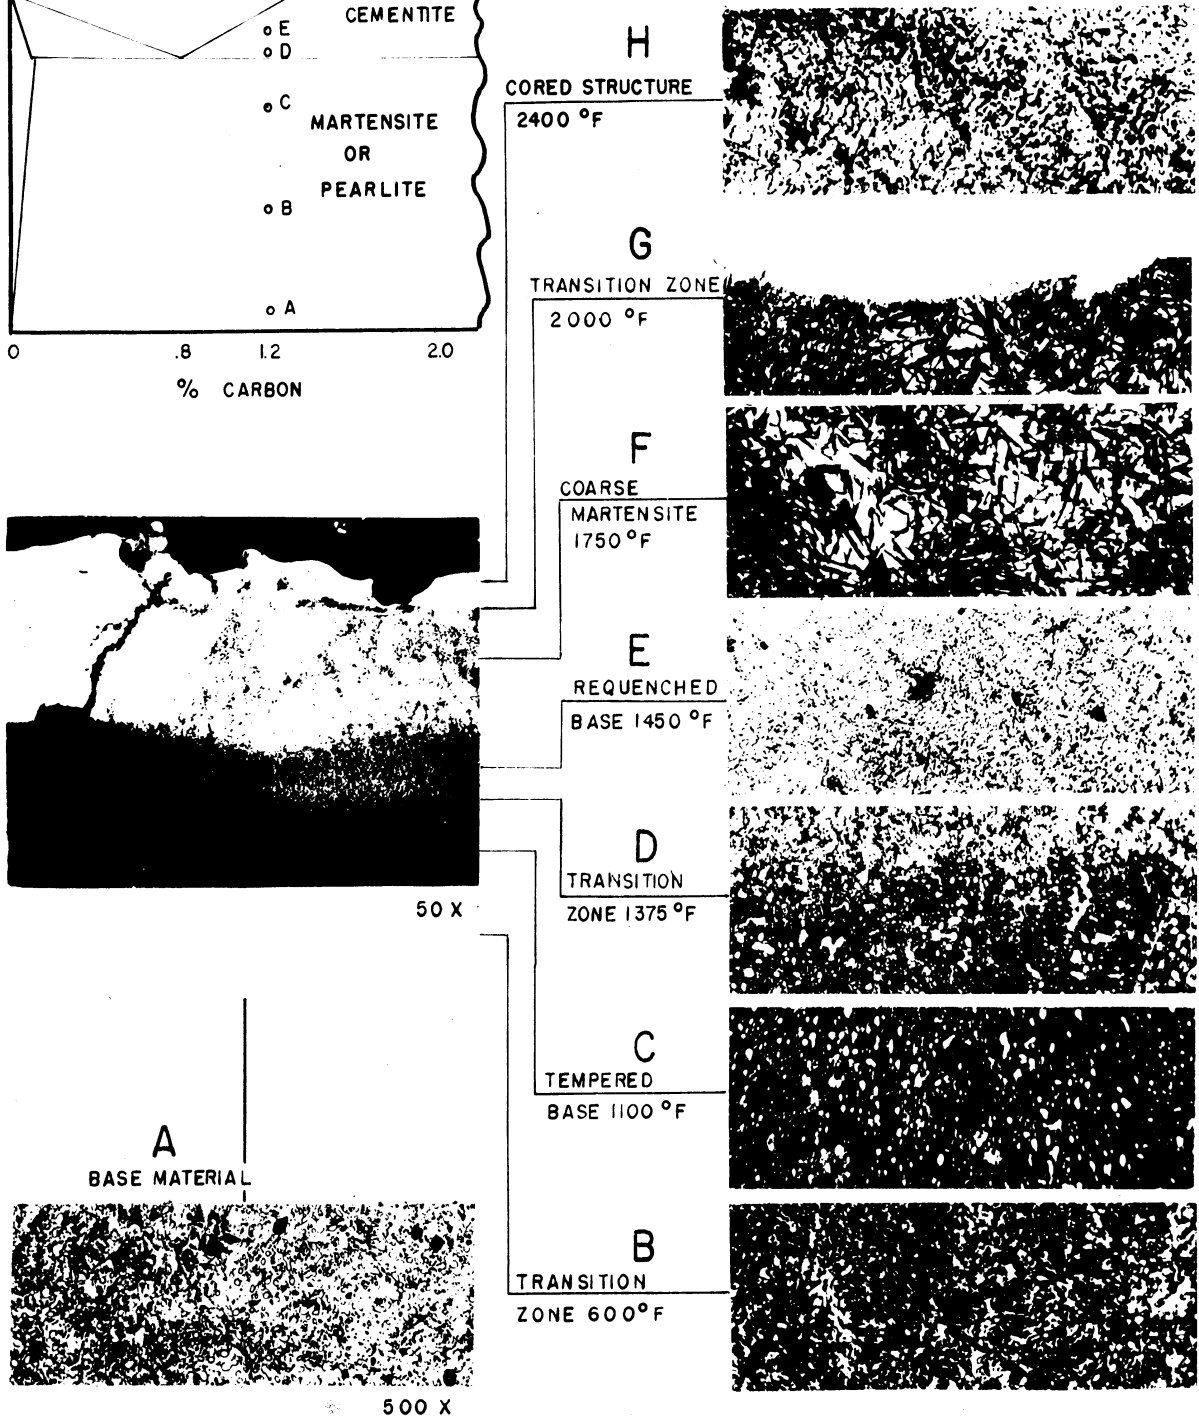 CEMENTITE
E
D
C
MARTENSITE
OR
PEARLITE
B
A
0 .8 1.2 2.0
% CARBON
H
CORED STRUCTURE
2400 °F
G
TRANSITION ZONE
2000 °F
F
COARSE
MARTENSITE
1750 °F
E
REQUENCHED
BASE 1450 °F
D
TRANSITION
ZONE 1375 °F
50 X
C
TEMPERED
BASE 1100 °F
A
BASE MATERIAL
B
TRANSITION
ZONE 600 °F
500 X